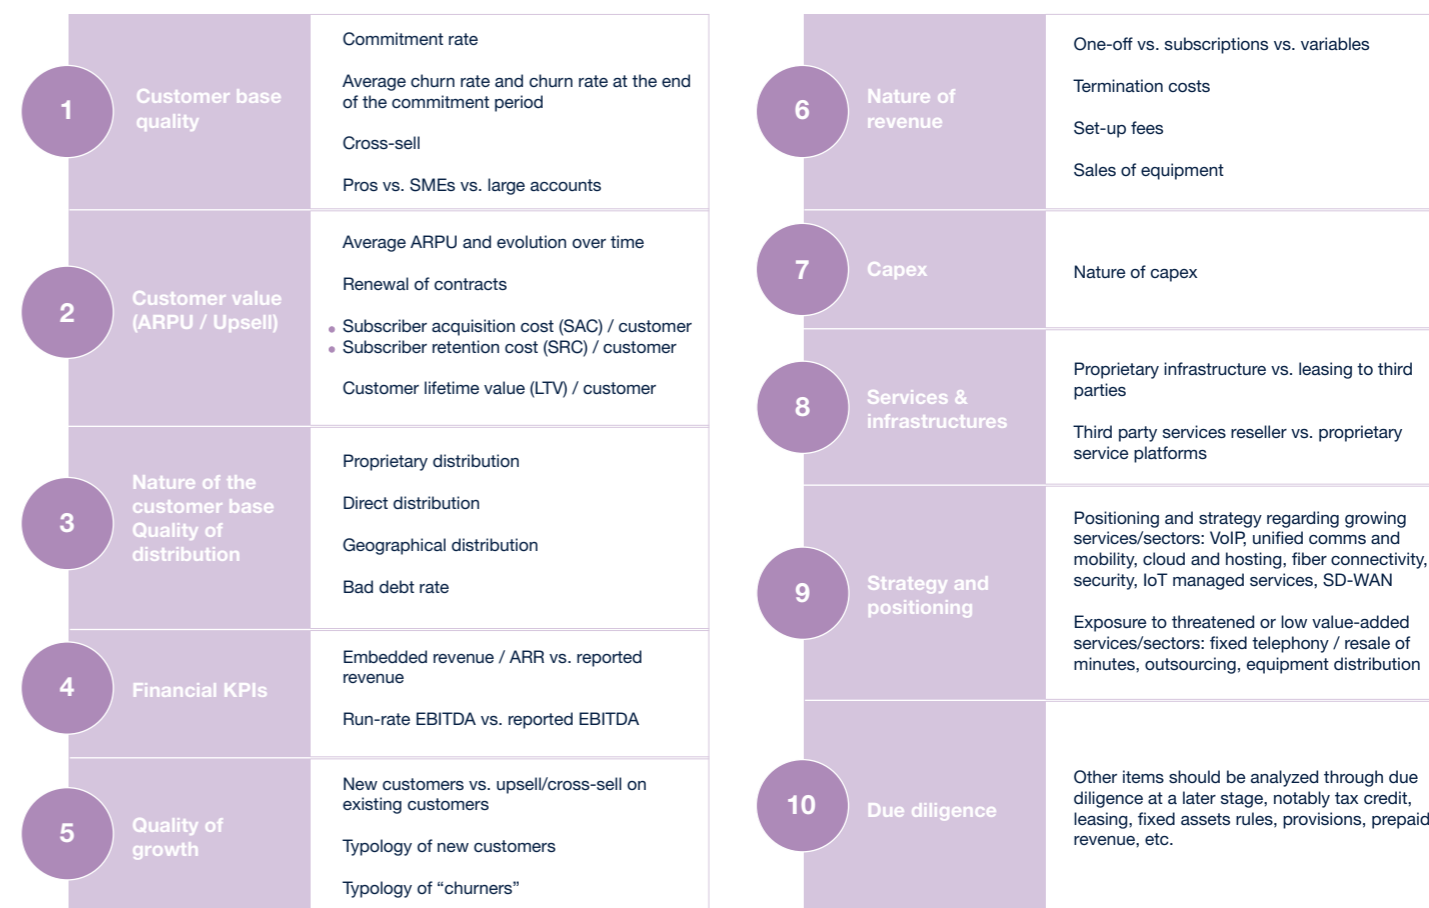 1
Customer base
quality
Commitment rate
Average churn rate and churn rate at the end
of the commitment period
Cross-sell
Pros vs. SMEs vs. large accounts
2
Customer value
(ARPU / Upsell)
Average ARPU and evolution over time
Renewal of contracts
• Subscriber acquisition cost (SAC) / customer
• Subscriber retention cost (SRC) / customer
Customer lifetime value (LTV) / customer
3
Nature of the
customer base
Quality of
distribution
Proprietary distribution
Direct distribution
Geographical distribution
Bad debt rate
4
Financial KPIs
Embedded revenue / ARR vs. reported
revenue
Run-rate EBITDA vs. reported EBITDA
5
Quality of
growth
New customers vs. upsell/cross-sell on
existing customers
Typology of new customers
Typology of “churners”
6
Nature of
revenue
One-off vs. subscriptions vs. variables
Termination costs
Set-up fees
Sales of equipment
7
Capex
Nature of capex
8
Services &
infrastructures
Proprietary infrastructure vs. leasing to third
parties
Third party services reseller vs. proprietary
service platforms
9
Strategy and
positioning
Positioning and strategy regarding growing
services/sectors: VoIP, unified comms and
mobility, cloud and hosting, fiber connectivity,
security, IoT managed services, SD-WAN
Exposure to threatened or low value-added
services/sectors: fixed telephony / resale of
minutes, outsourcing, equipment distribution
10
Due diligence
Other items should be analyzed through due
diligence at a later stage, notably tax credit,
leasing, fixed assets rules, provisions, prepaid
revenue, etc.